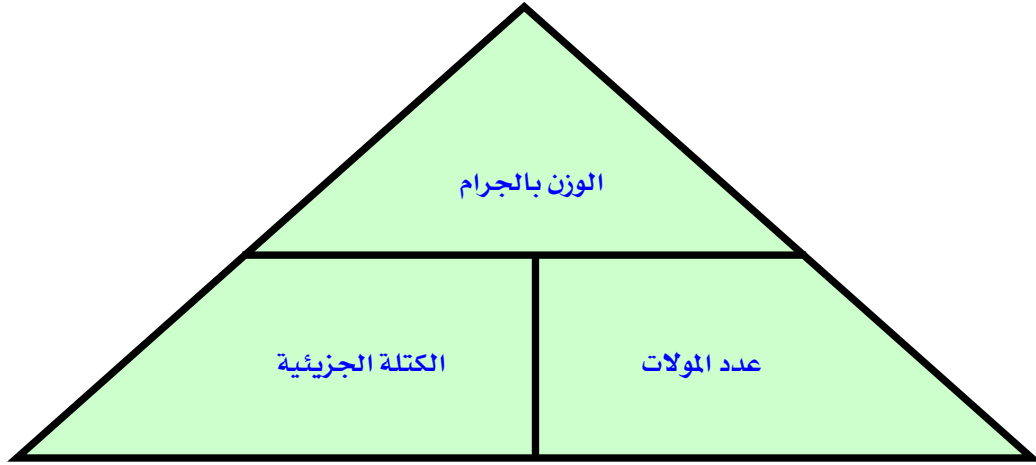 الوزن بالجرام
عدد المولات
الكتلة الجزيئية